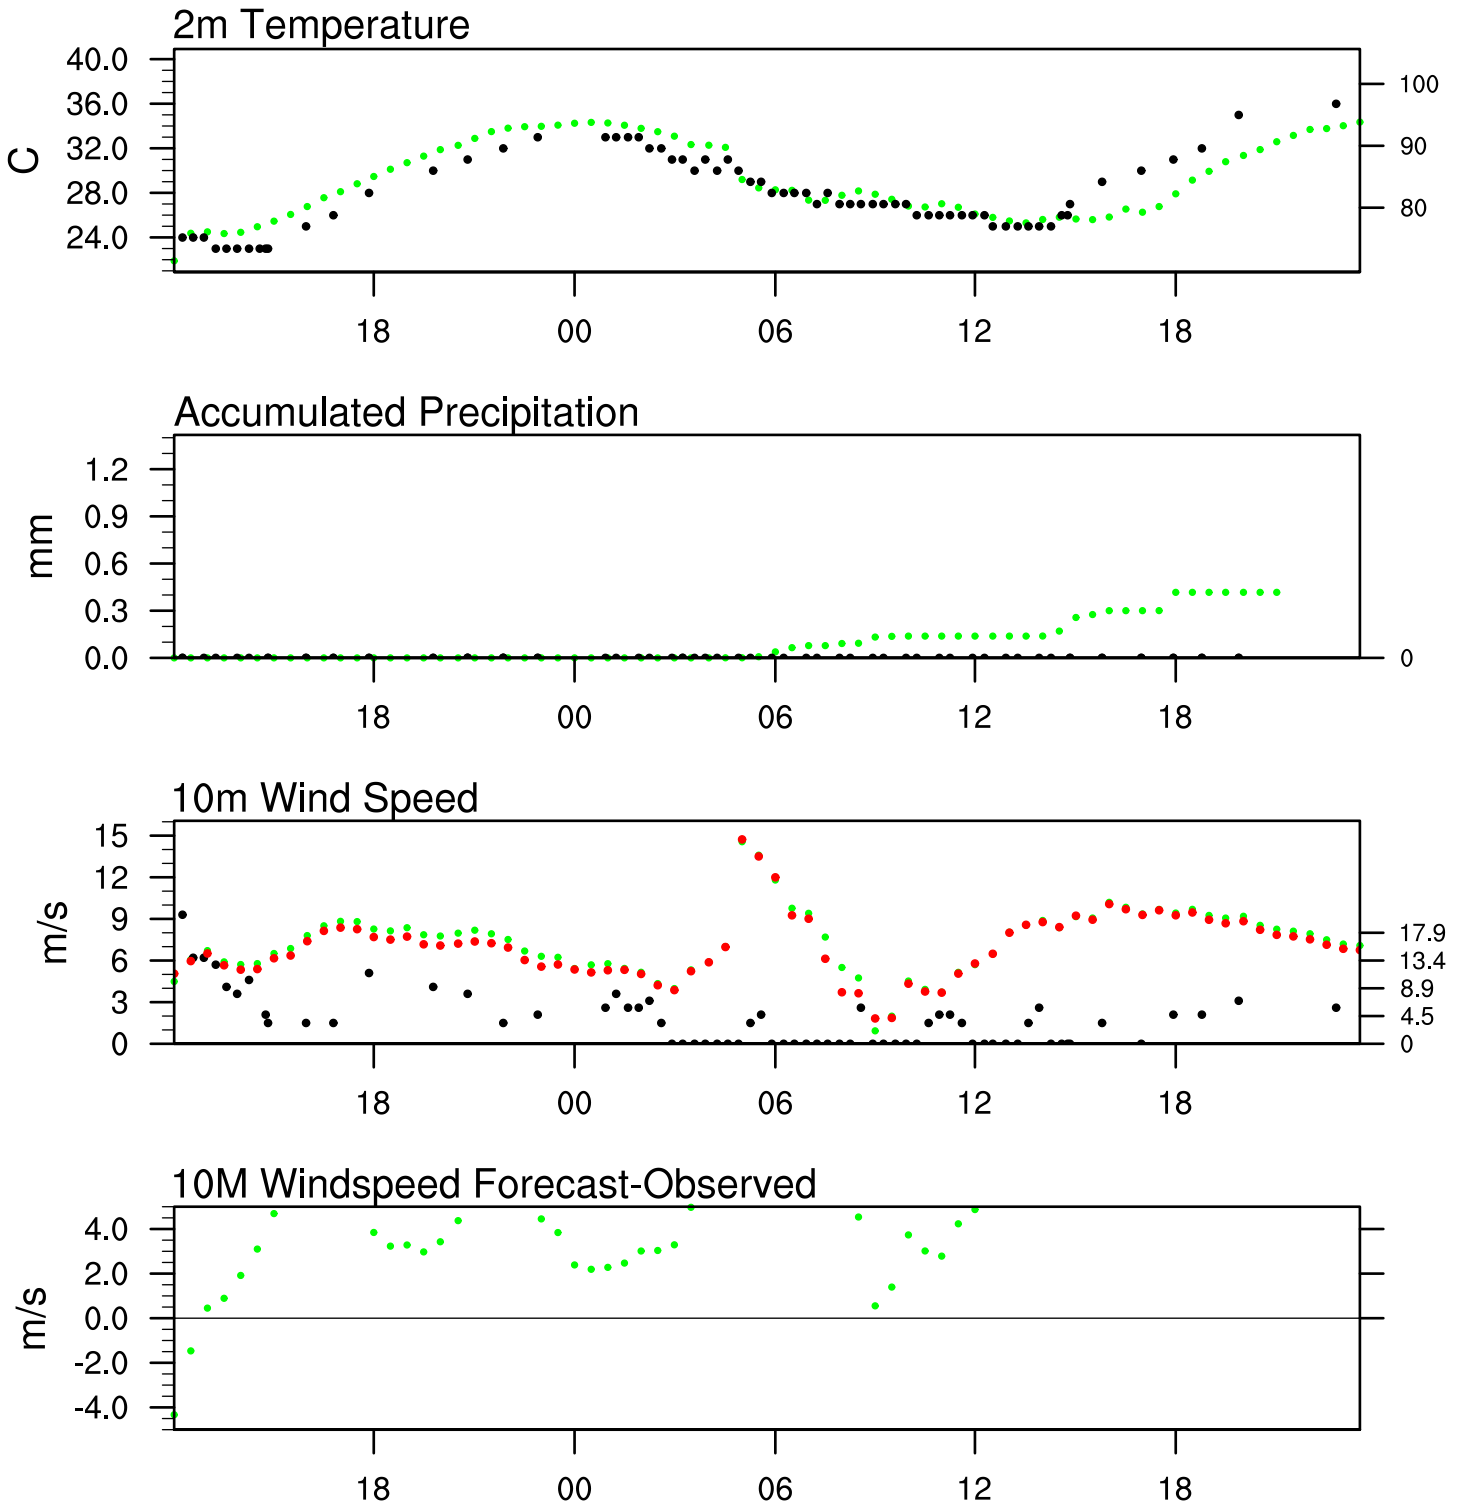 2m Temperature
40.0
36.0
32.0
28.0
24.0
C
100
90
80
18 00 06 12 18
Accumulated Precipitation
1.2
0.9
0.6
0.3
0.0
mm
0
18 00 06 12 18
10m Wind Speed
15
12
9
6
3
0
m/s
17.9
13.4
8.9
4.5
0
18 00 06 12 18
10M Windspeed Forecast-Observed
4.0
2.0
0.0
-2.0
-4.0
m/s
18 00 06 12 18